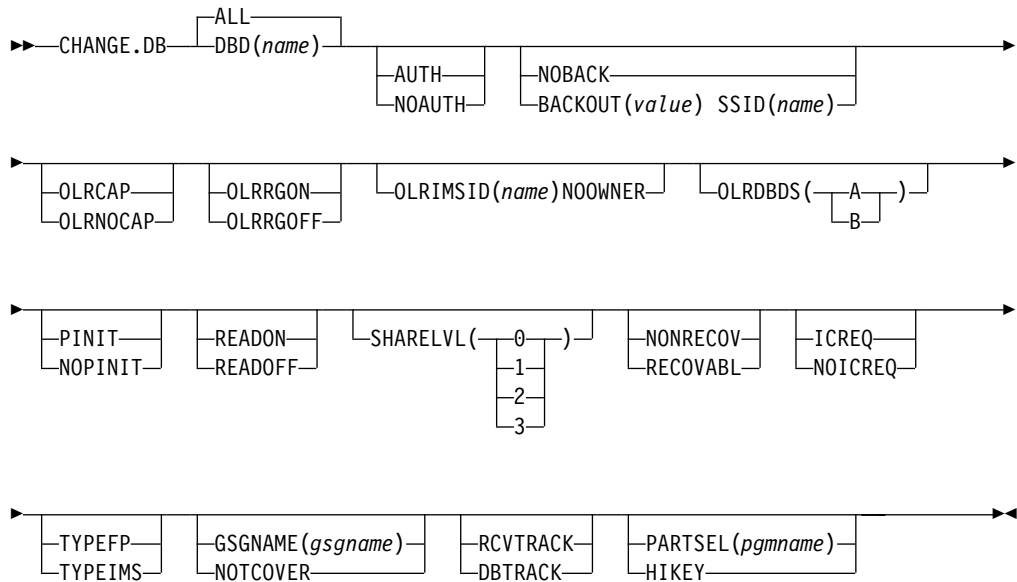 ALL
CHANGE.DB DBD(name)
AUTH NOBACK
NOAUTH BACKOUT(value) SSID(name)
OLRCAP OLRRGON OLRIMSID(name)NOOWNER OLRDBDS( A )
OLRNOCAP OLRRGOFF B
PINIT READON SHARELVL( 0 ) NONRECOV ICREQ
NOPINIT READOFF 1 RECOVABL NOICREQ
2
3
TYPEFP GSGNAME(gsgname) RCVTRACK PARTSEL(pgmname)
TYPEIMS NOTCOVER DBTRACK HIKEY